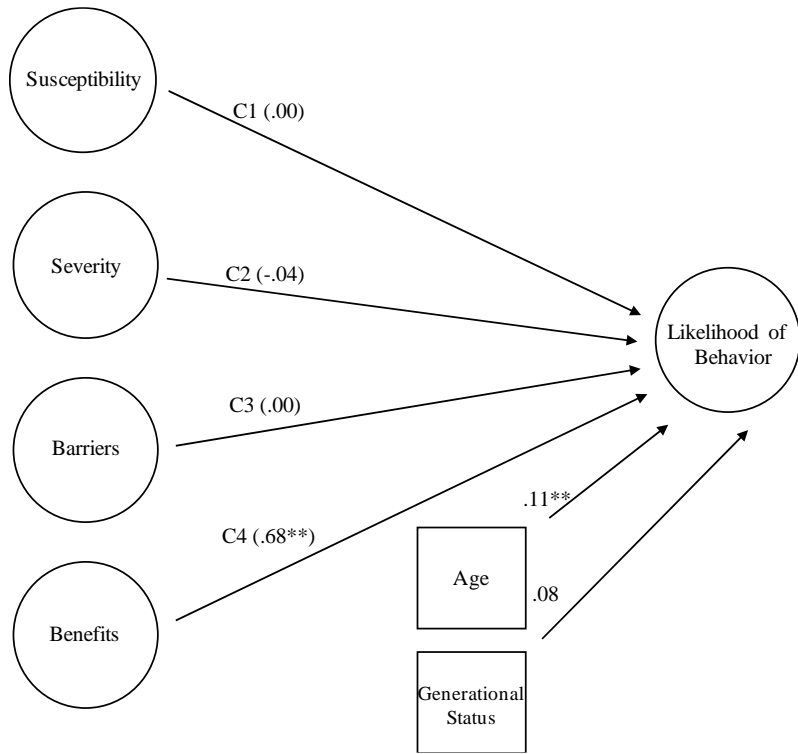 Susceptibility
C1 (.00)
Severity
C2 (-.04)
Likelihood of
Behavior
Barriers
C3 (.00)
Benefits
C4 (.68**)
.11**
Age
.08
Generational
Status